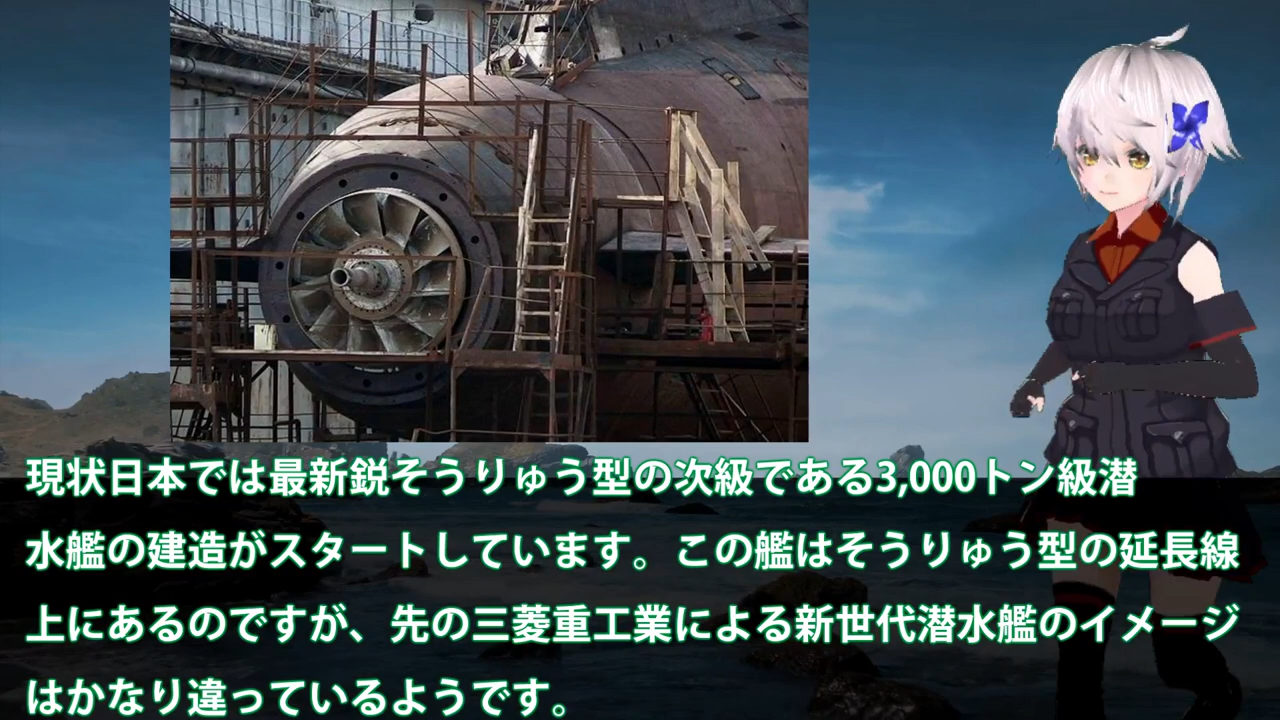 現状日本では最新鋭そうりゅう型の次級である3,000トン級潜
水艦の建造がスタートしています。この艦はそうりゅう型の延長線
上にあるのですが、先の三菱重工業による新世代潜水艦のイメージ
はかなり違っているようです。